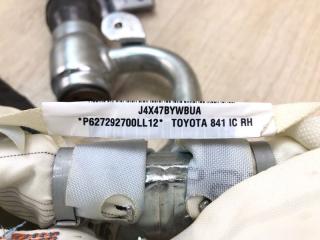 J4X47BYWBUA
*P627292700LL12* TOYOTA 841 IC RH